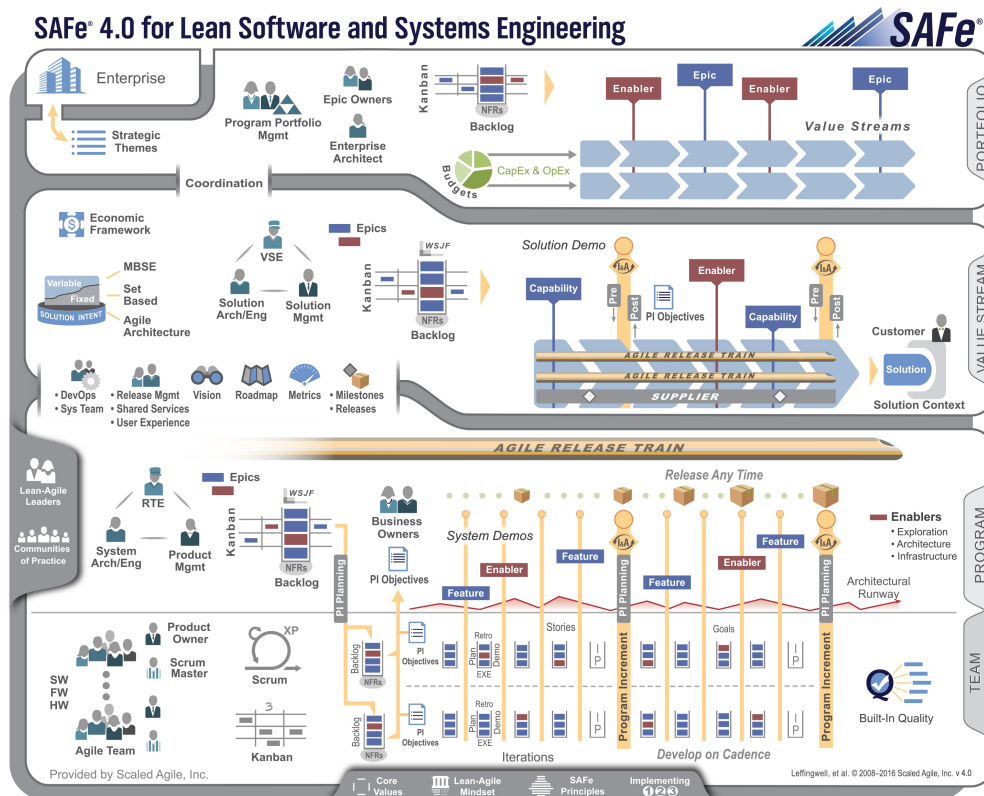 SAFe® 4.0 for Lean Software and Systems Engineering
SAFe®
Enterprise
Strategic
Themes
Program Portfolio
Mgmt
Epic Owners
Enterprise
Architect
Kanban
NFRs
Backlog
Enabler
Epic
Enabler
Epic
Value Streams
Budgets
CapEx & OpEx
PORTFOLIO
Coordination
Economic
Framework
Variable
Fixed
SOLUTION INTENT
MBSE
Set
Based
Agile
Architecture
VSE
Solution
Arch/Eng
Solution
Mgmt
Epics
Kanban
WSJF
NFRs
Backlog
Solution Demo
I&A
I&A
Capability
Pre
Post
PI Objectives
Enabler
Capability
Pre
Post
AGILE RELEASE TRAIN
AGILE RELEASE TRAIN
SUPPLIER
Customer
Solution
Solution Context
VALUE STREAM
• DevOps
• Sys Team
• Release Mgmt
• Shared Services
• User Experience
Vision
Roadmap
Metrics
• Milestones
• Releases
AGILE RELEASE TRAIN
Lean-Agile
Leaders
Communities
of Practice
RTE
System
Arch/Eng
Product
Mgmt
Epics
Kanban
WSJF
NFRs
Backlog
PI Planning
Business
Owners
PI Objectives
Release Any Time
System Demos
Feature
Enabler
Feature
I&A
PI Planning
Feature
Enabler
Feature
I&A
PI Planning
Enablers
• Exploration
• Architecture
• Infrastructure
Architectural
Runway
PROGRAM
SW
FW
HW
Product
Owner
Scrum
Master
Agile Team
XP
Scrum
3
Kanban
Backlog
NFRs
PI
Objectives
Plan
Retro
Demo
EXE
Stories
I
P
Program Increment
Goals
I
P
Program Increment
Backlog
NFRs
PI
Objectives
Plan
Retro
Demo
EXE
I
P
I
P
Iterations
Develop on Cadence
Q
Built-In Quality
TEAM
Provided by Scaled Agile, Inc.
Leffingwell, et al. © 2008–2016 Scaled Agile, Inc. v 4.0
Core
Values
Lean-Agile
Mindset
SAFe
Principles
Implementing
1 2 3